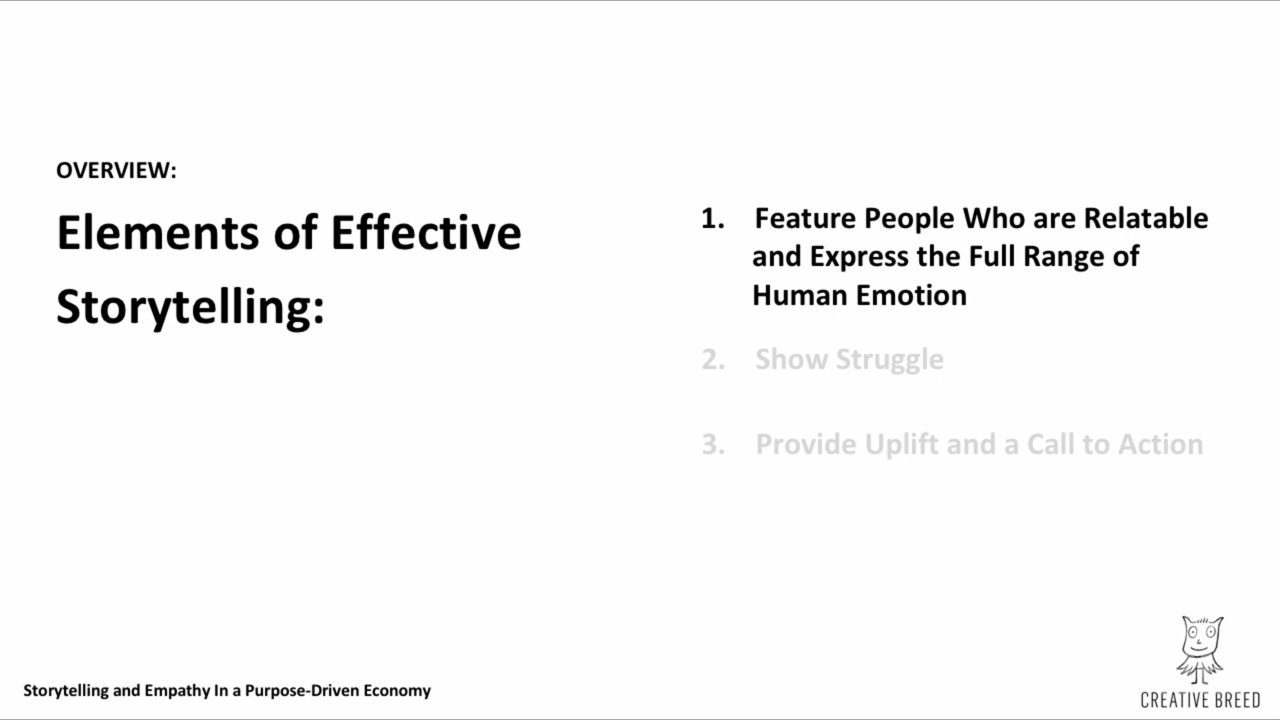 OVERVIEW:
Elements of Effective
Storytelling:
1. Feature People Who are Relatable
and Express the Full Range of
Human Emotion
2. Show Struggle
3. Provide Uplift and a Call to Action
Storytelling and Empathy In a Purpose-Driven Economy
CREATIVE BREED